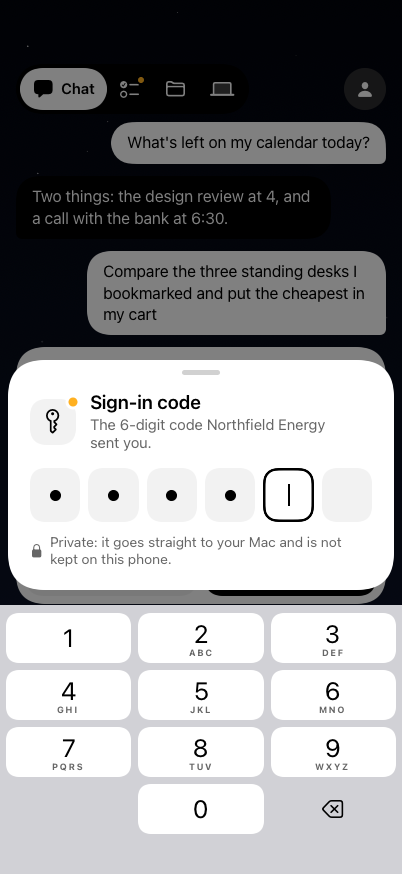 Chat
What's left on my calendar today?
Two things: the design review at 4, and
a call with the bank at 6:30.
Compare the three standing desks I
bookmarked and put the cheapest in
my cart
Sign-in code
The 6-digit code Northfield Energy
sent you.
Private: it goes straight to your Mac and is not
kept on this phone.
1
2
ABC
3
DEF
4
GHI
5
JKL
6
MNO
7
PQRS
8
TUV
9
WXYZ
0